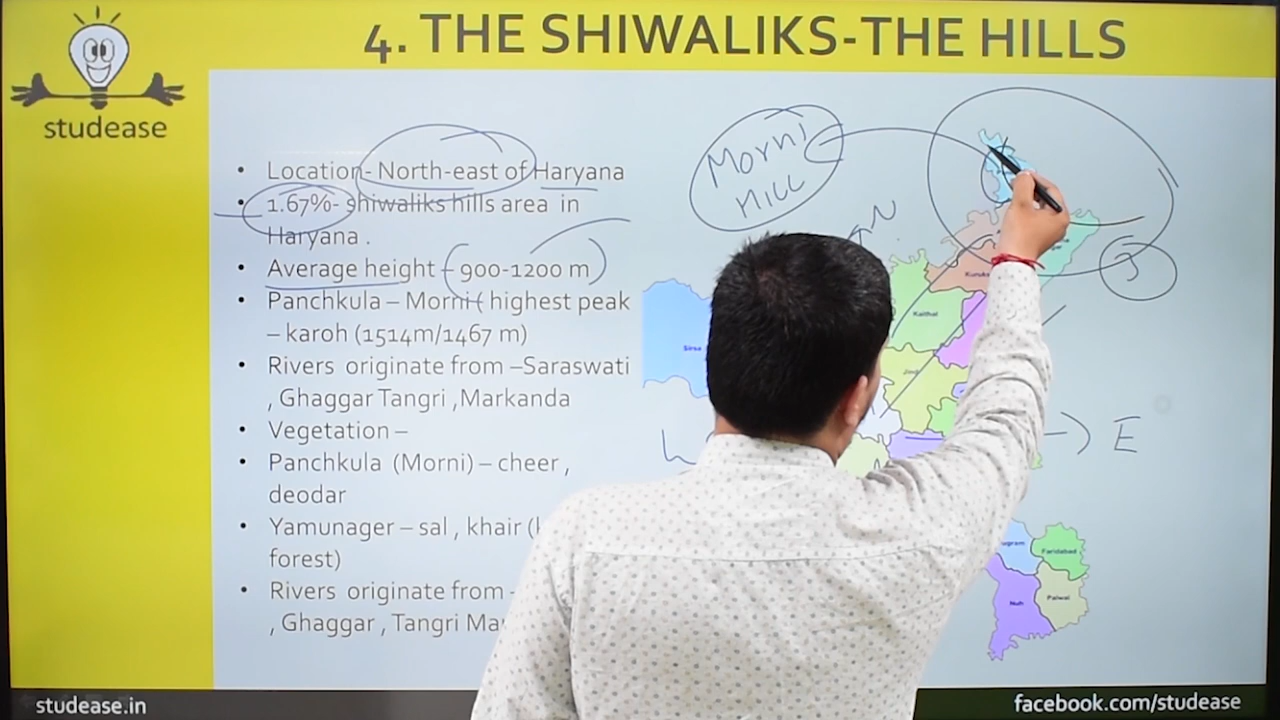 4. THE SHIWALIKS-THE HILLS
studease
• Location- North-east of Haryana
• 1.67%- shiwaliks hills area in
Haryana .
• Average height – 900-1200 m
• Panchkula – Morni ( highest peak
– karoh (1514m/1467 m)
• Rivers originate from –Saraswati
, Ghaggar Tangri ,Markanda
• Vegetation –
• Panchkula (Morni) – cheer ,
deodar
• Yamunager – sal , khair (
forest)
• Rivers originate from -
, Ghaggar , Tangri
Morni
HILL
N
E
Kaithal
Sirsa
Jind
Faridabad
Nuh
Palwal
studease.in
facebook.com/studease